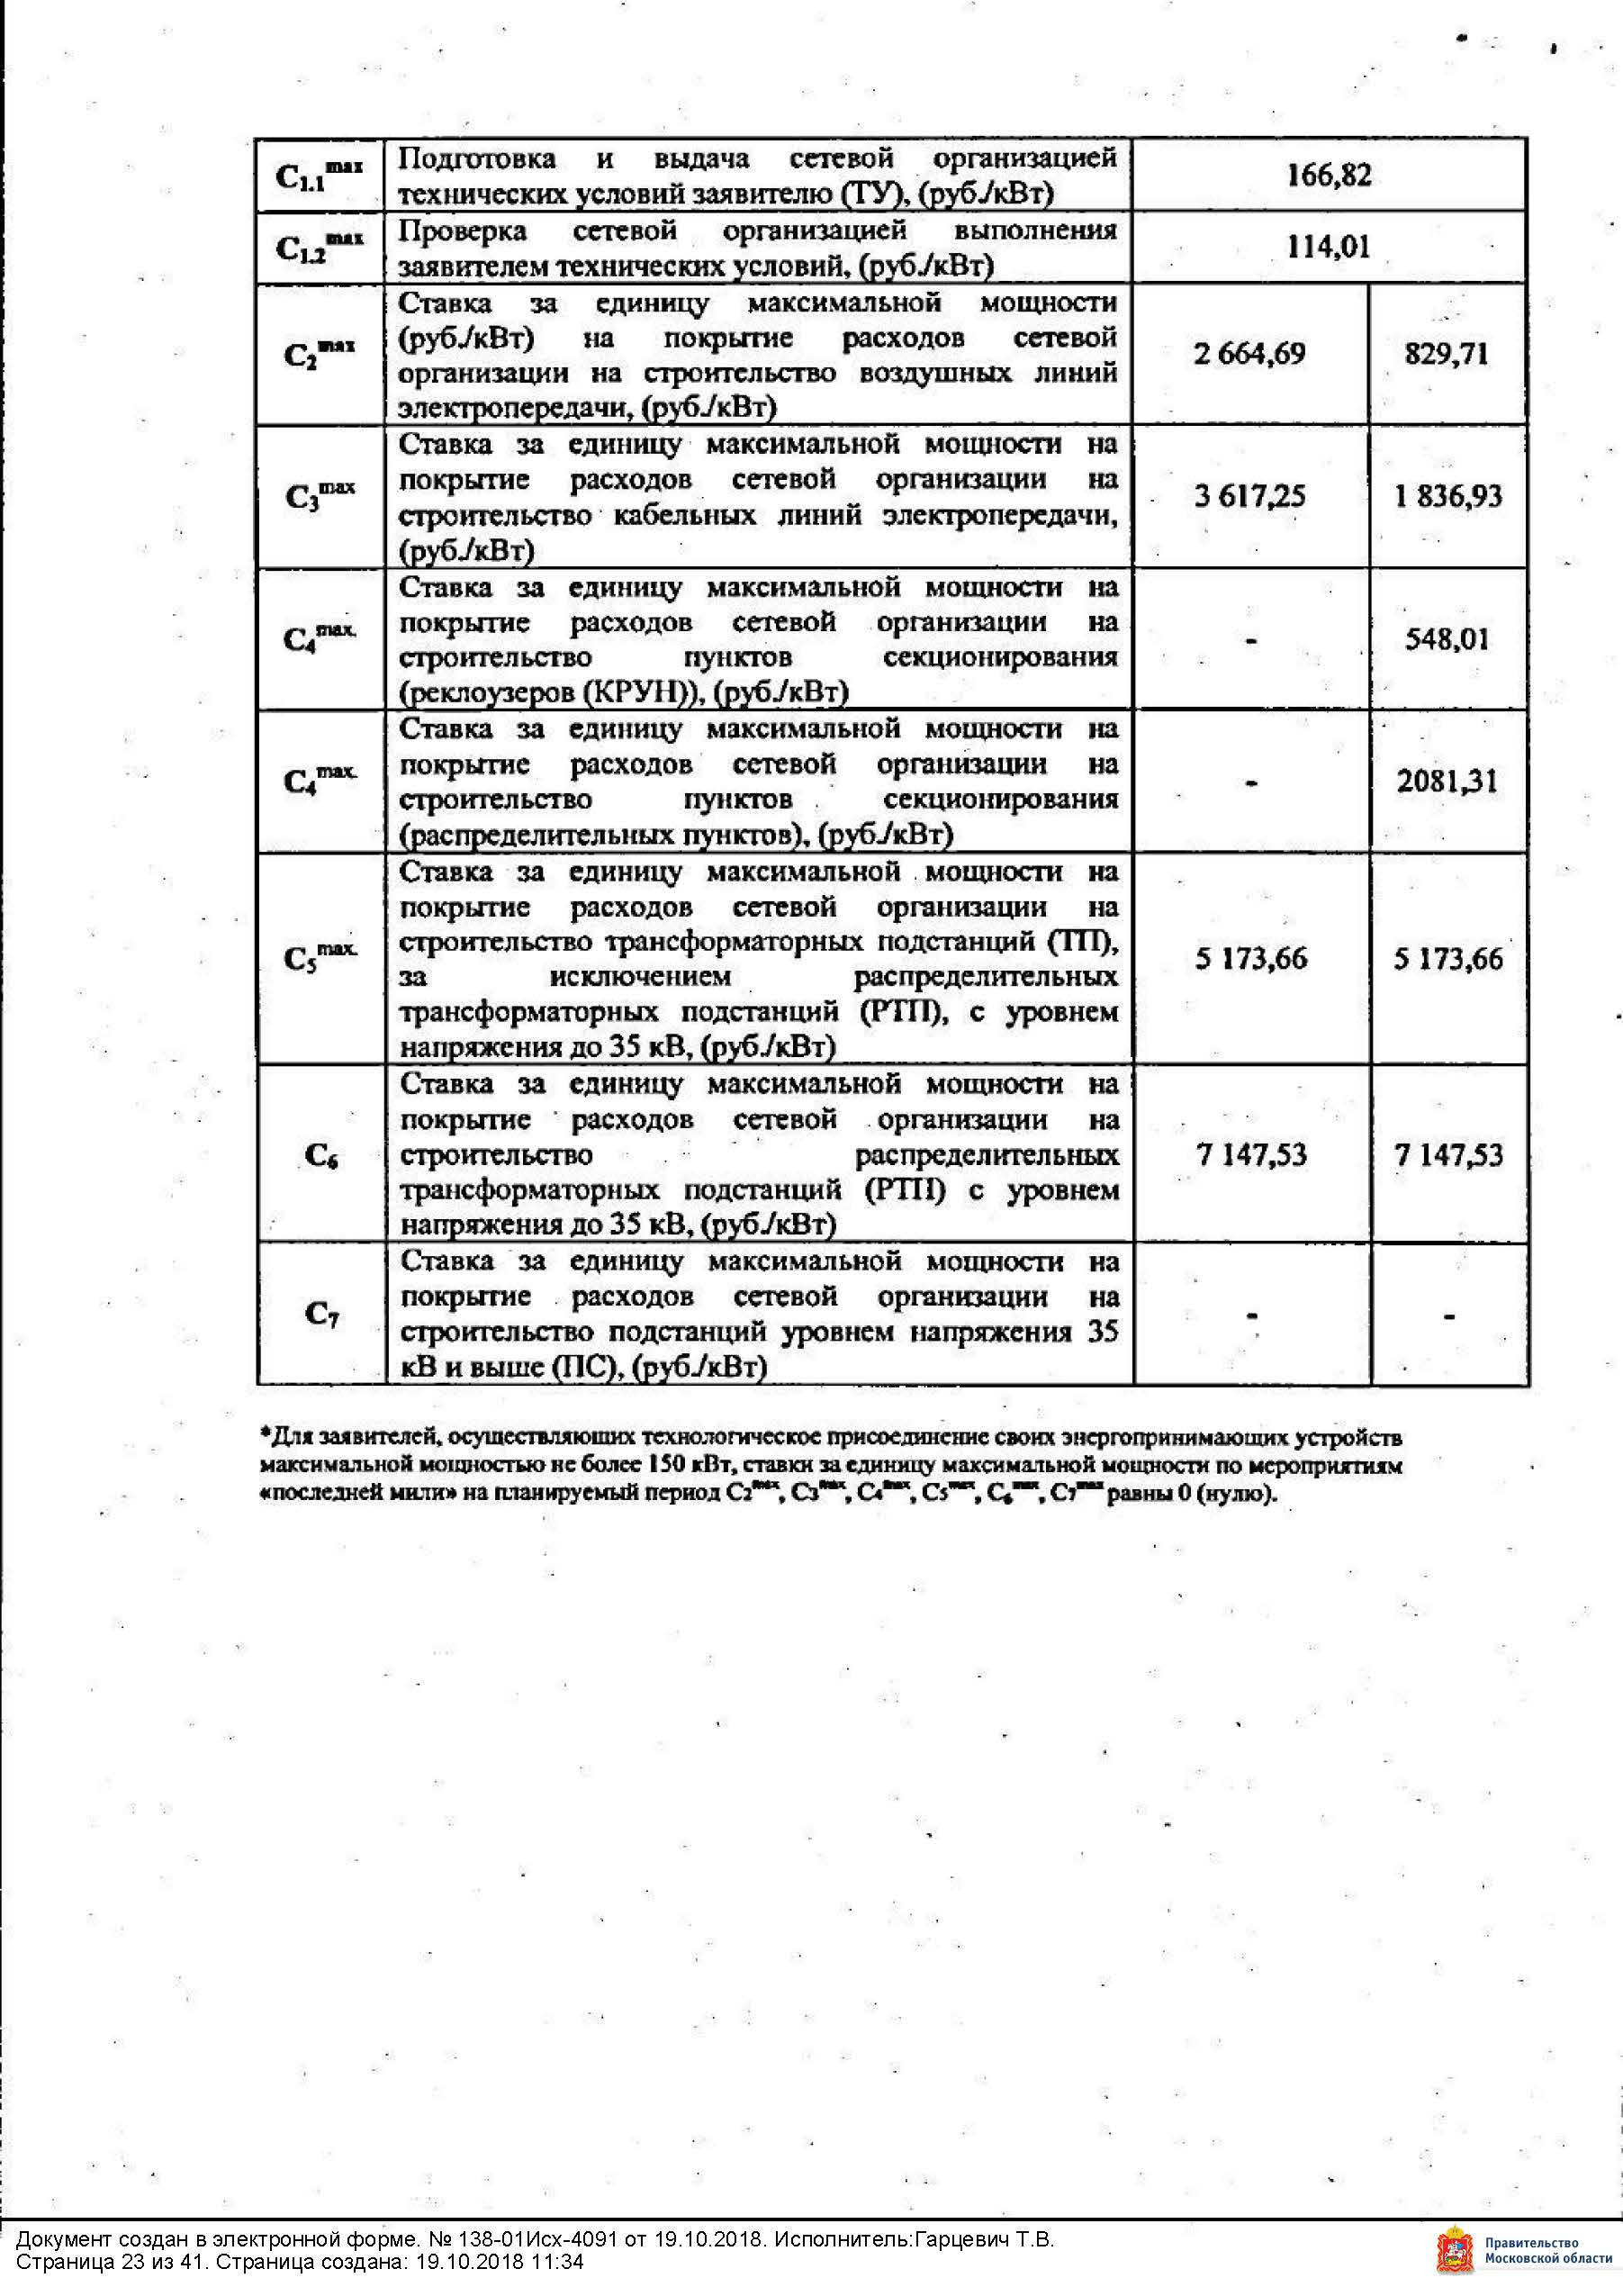 C1.1max
Подготовка и выдача сетевой организацией
технических условий заявителю (ТУ), (руб./кВт)
166,82
C1.2max
Проверка сетевой организацией выполнения
заявителем технических условий, (руб./кВт)
114,01
C2max
Ставка за единицу максимальной мощности
(руб./кВт) на покрытие расходов сетевой
организации на строительство воздушных линий
электропередачи, (руб./кВт)
2 664,69
829,71
C3max
Ставка за единицу максимальной мощности на
покрытие расходов сетевой организации на
строительство кабельных линий электропередачи,
(руб./кВт)
3 617,25
1 836,93
C4max.
Ставка за единицу максимальной мощности на
покрытие расходов сетевой организации на
строительство пунктов секционирования
(реклоузеров (КРУН)), (руб./кВт)
-
548,01
C4max.
Ставка за единицу максимальной мощности на
покрытие расходов сетевой организации на
строительство пунктов секционирования
(распределительных пунктов), (руб./кВт)
-
2081,31
C5max.
Ставка за единицу максимальной мощности на
покрытие расходов сетевой организации на
строительство трансформаторных подстанций (ТП),
за исключением распределительных
трансформаторных подстанций (РТП), с уровнем
напряжения до 35 кВ, (руб./кВт)
5 173,66
5 173,66
C6
Ставка за единицу максимальной мощности на
покрытие расходов сетевой организации на
строительство распределительных
трансформаторных подстанций (РТП) с уровнем
напряжения до 35 кВ, (руб./кВт)
7 147,53
7 147,53
C7
Ставка за единицу максимальной мощности на
покрытие расходов сетевой организации на
строительство подстанций уровнем напряжения 35
кВ и выше (ПС), (руб./кВт)
-
-
*Для заявителей, осуществляющих технологическое присоединение своих энергопринимающих устройств
максимальной мощностью не более 150 кВт, ставки за единицу максимальной мощности по мероприятиям
«последней мили» на планируемый период C2max, C3max, C4max, C5max, C6max, C7max равны 0 (нулю).
Документ создан в электронной форме. № 138-01Исх-4091 от 19.10.2018. Исполнитель:Гарцевич Т.В.
Страница 23 из 41. Страница создана: 19.10.2018 11:34
Правительство
Московской области